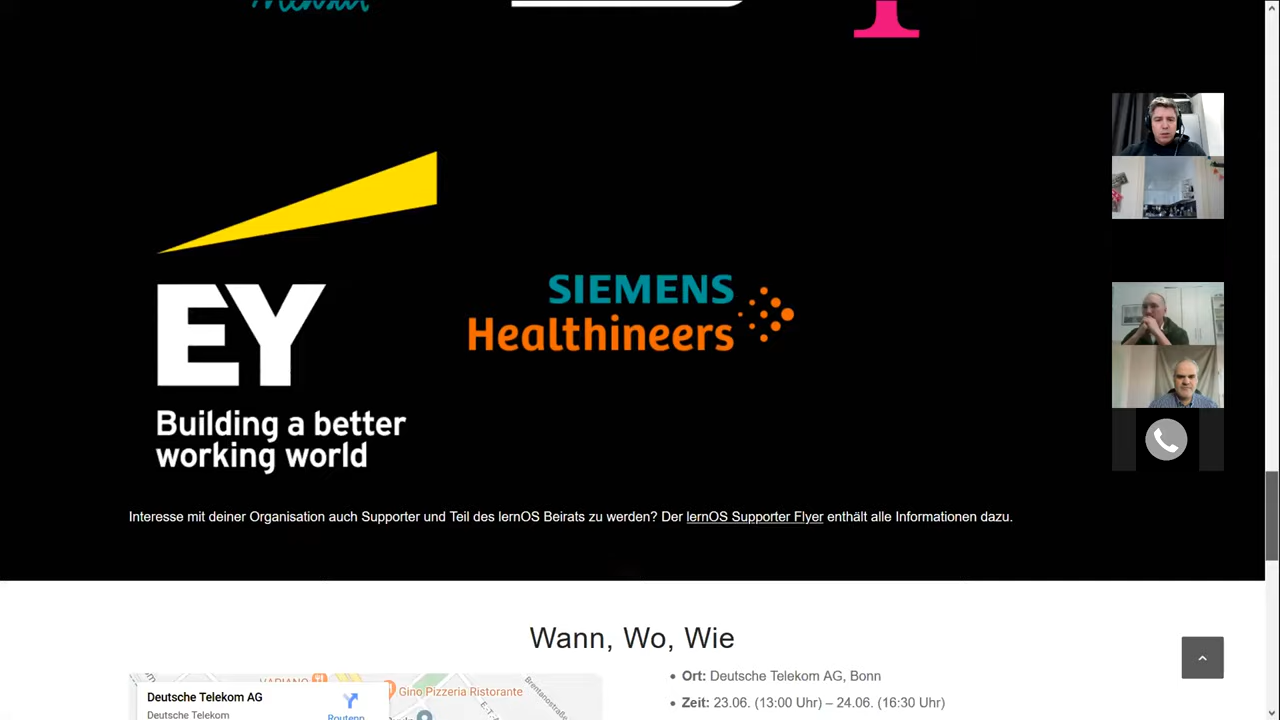 EY
Building a better
working world
SIEMENS
Healthineers
Interesse mit deiner Organisation auch Supporter und Teil des lernOS Beirats zu werden? Der lernOS Supporter Flyer enthält alle Informationen dazu.
Wann, Wo, Wie
Deutsche Telekom AG
Deutsche Telekom
Routenp
Gino Pizzeria Ristorante
Ort: Deutsche Telekom AG, Bonn
Zeit: 23.06. (13:00 Uhr) – 24.06. (16:30 Uhr)